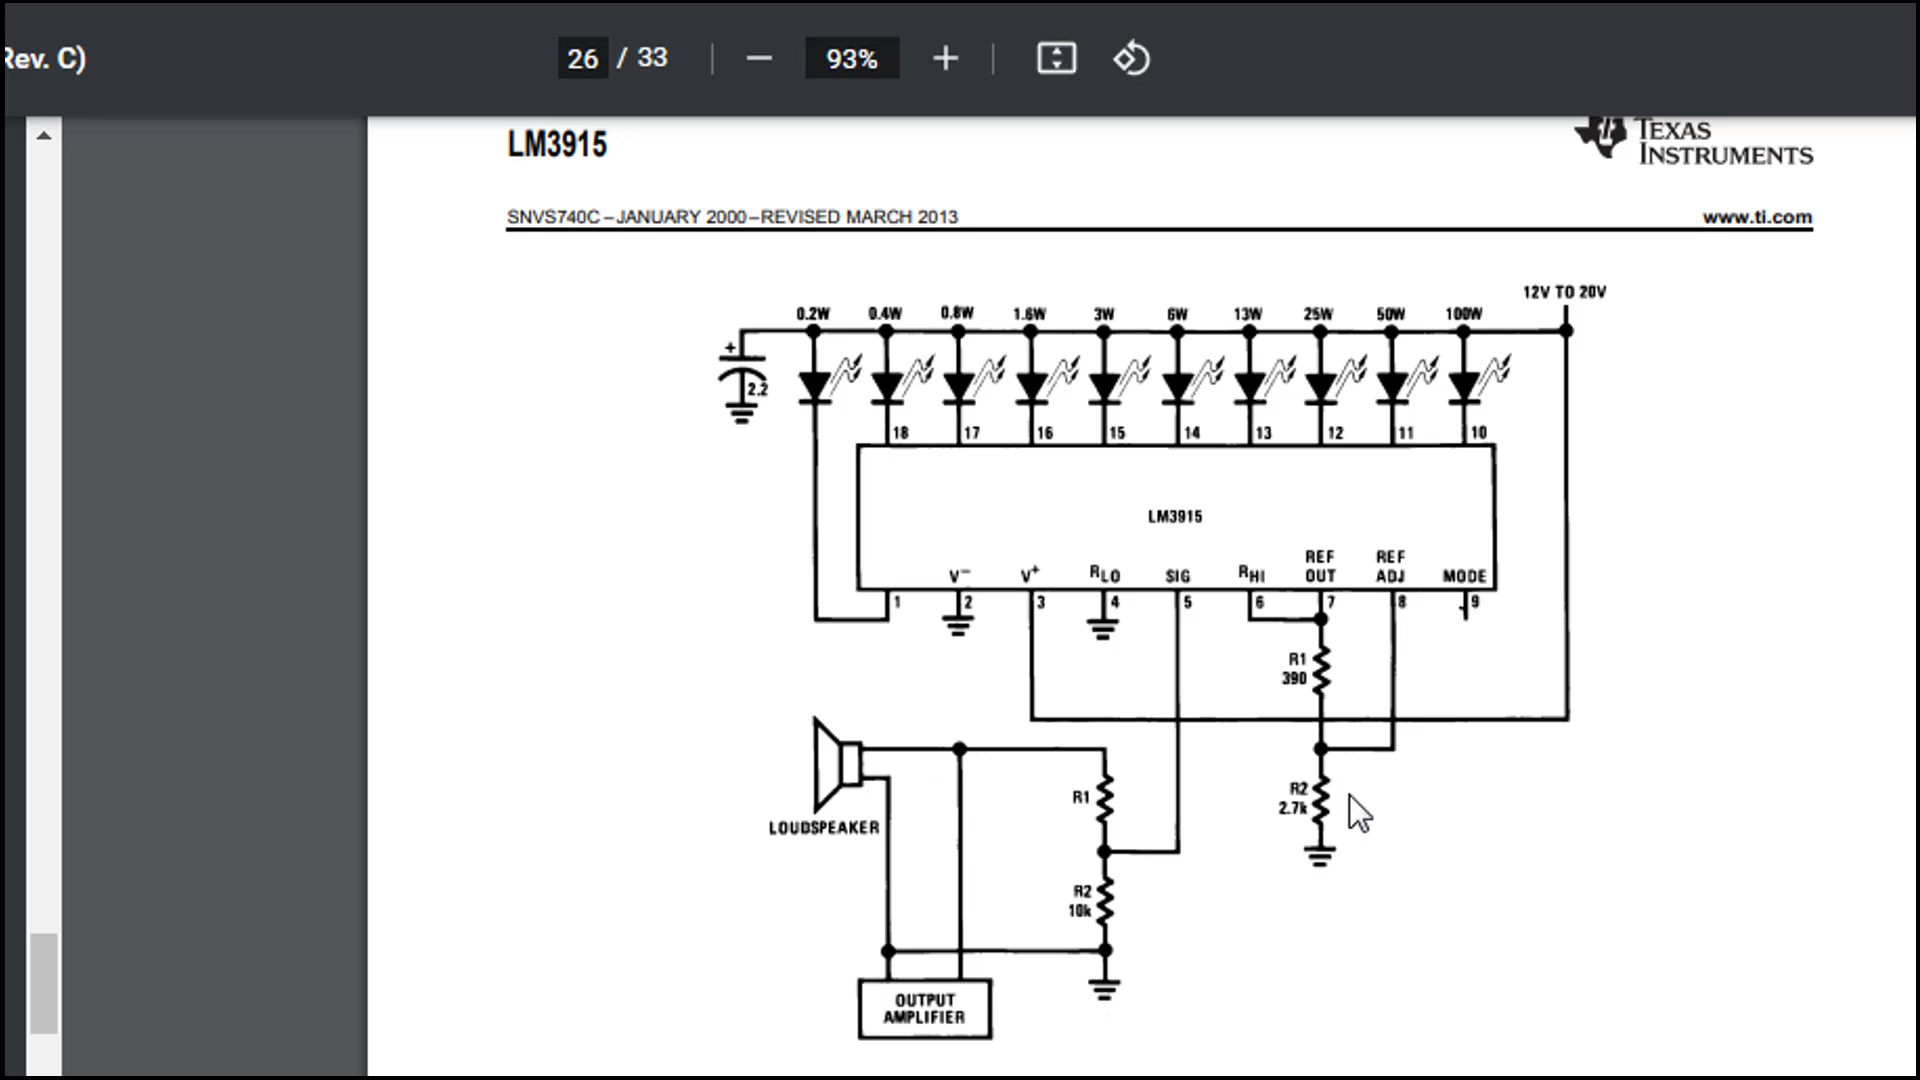 Rev. C)
26 / 33
93%
LM3915
TEXAS
INSTRUMENTS
SNVS740C – JANUARY 2000 – REVISED MARCH 2013
www.ti.com
12V TO 20V
0.2W 0.4W 0.8W 1.6W 3W 6W 13W 25W 50W 100W
+
2.2
18 17 16 15 14 13 12 11 10
LM3915
REF REF
V− V+ RLO SIG RHI OUT ADJ MODE
1 2 3 4 5 6 7 8 9
R1
390
R1
R2
2.7k
LOUDSPEAKER
R2
10k
OUTPUT
AMPLIFIER